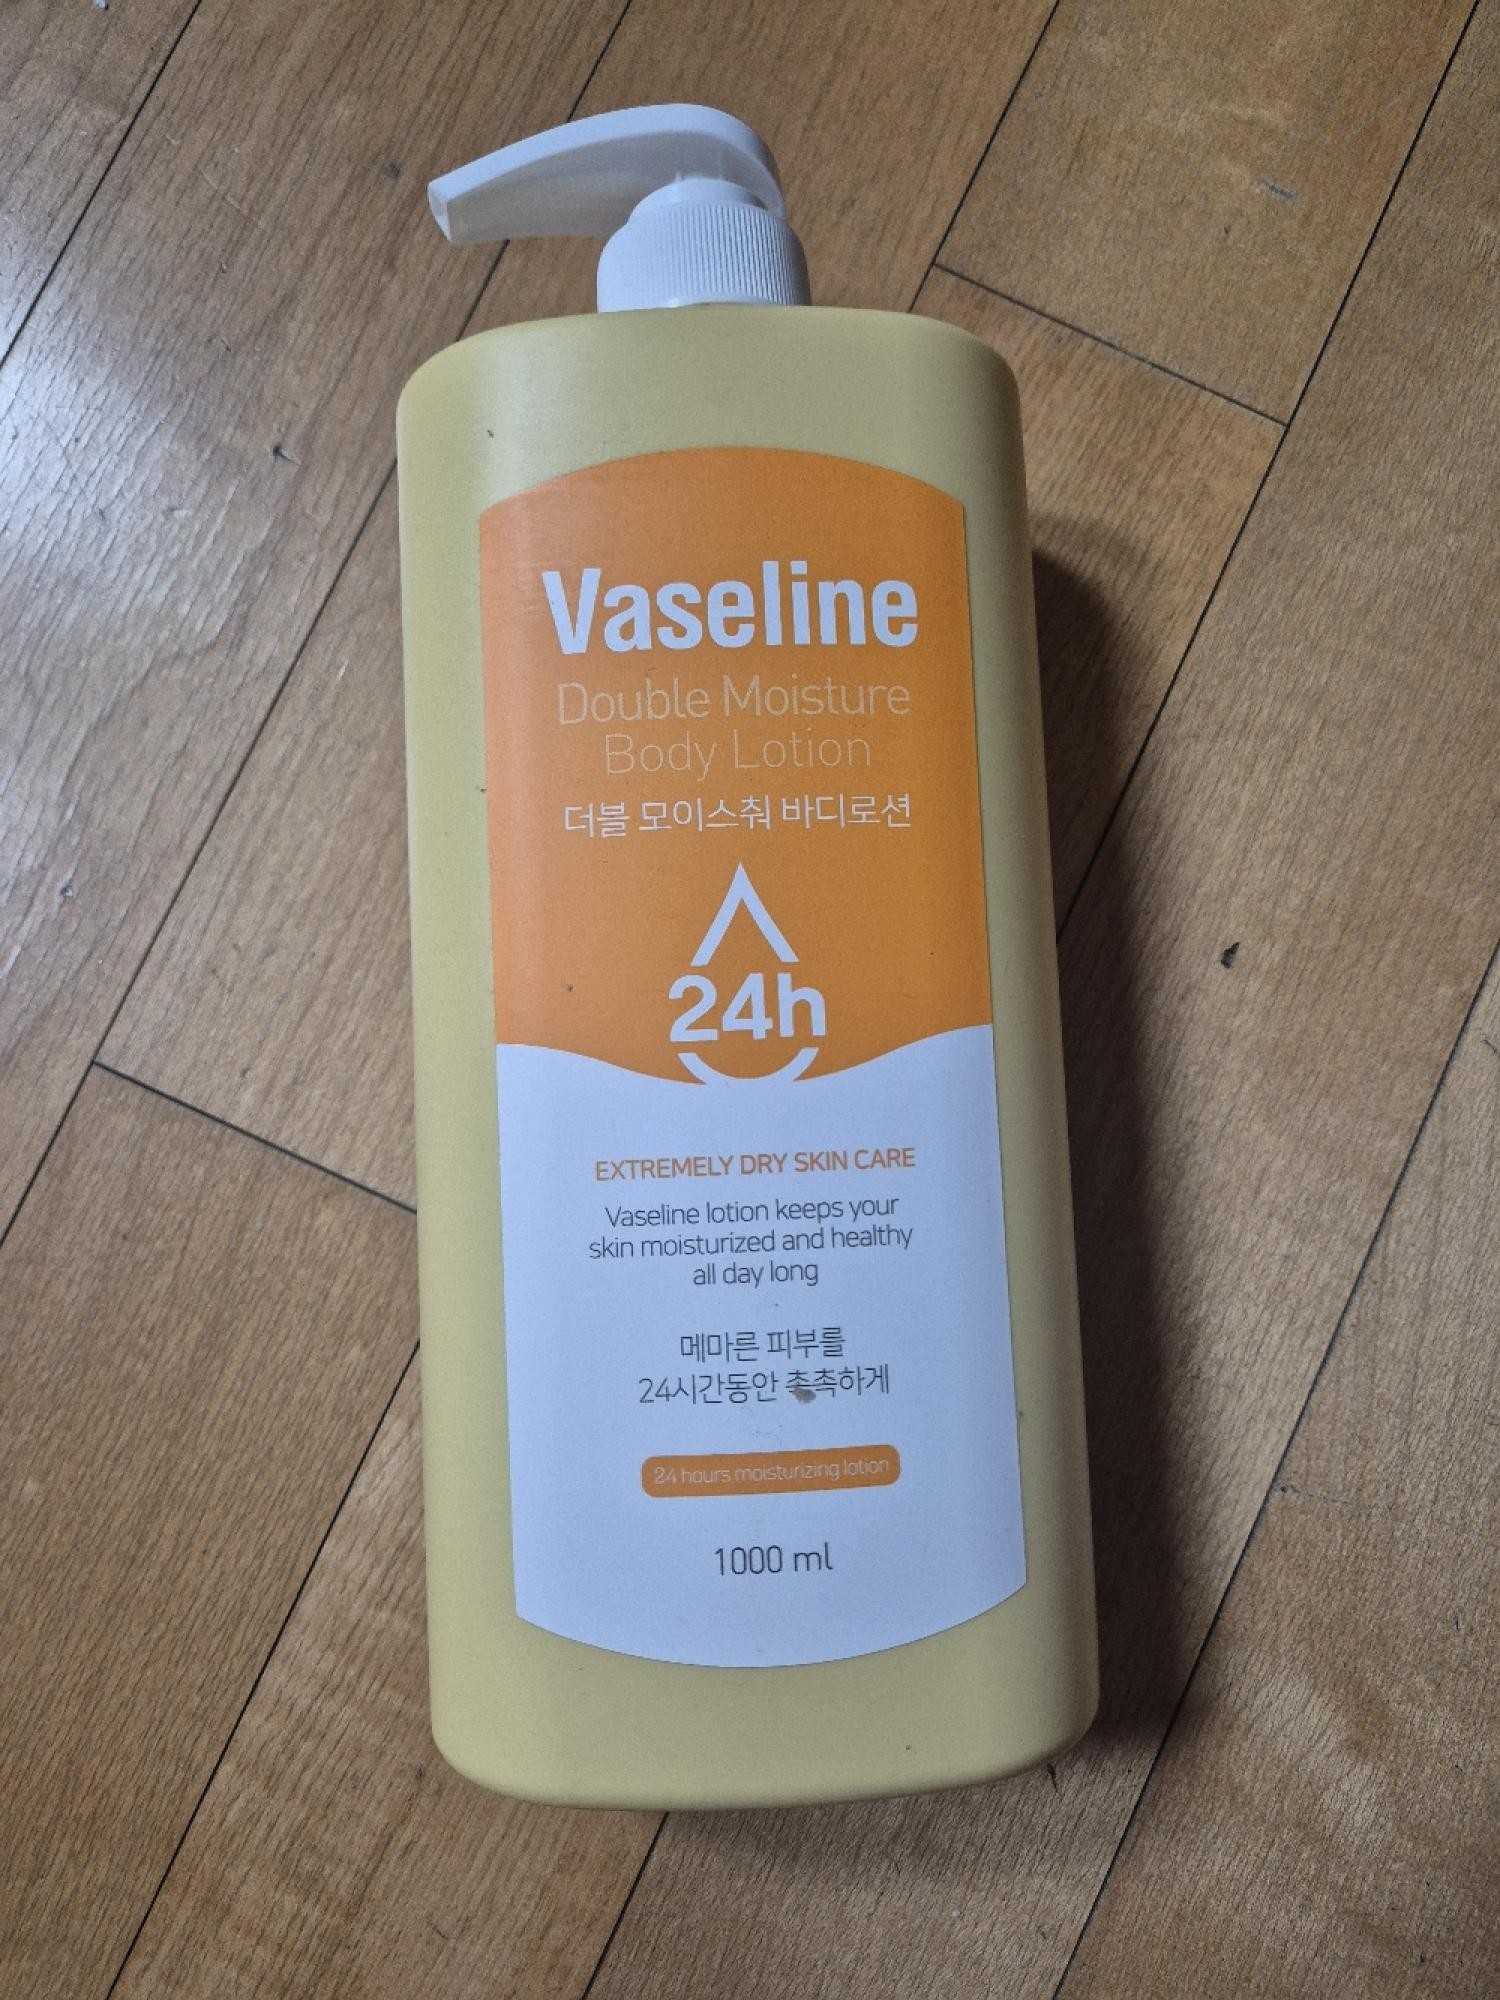 Vaseline
Double Moisture
Body Lotion
더블 모이스춰 바디로션
24h
EXTREMELY DRY SKIN CARE
Vaseline lotion keeps your
skin moisturized and healthy
all day long
메마른 피부를
24시간동안 촉촉하게
24 hours moisturizing lotion
1000 ml